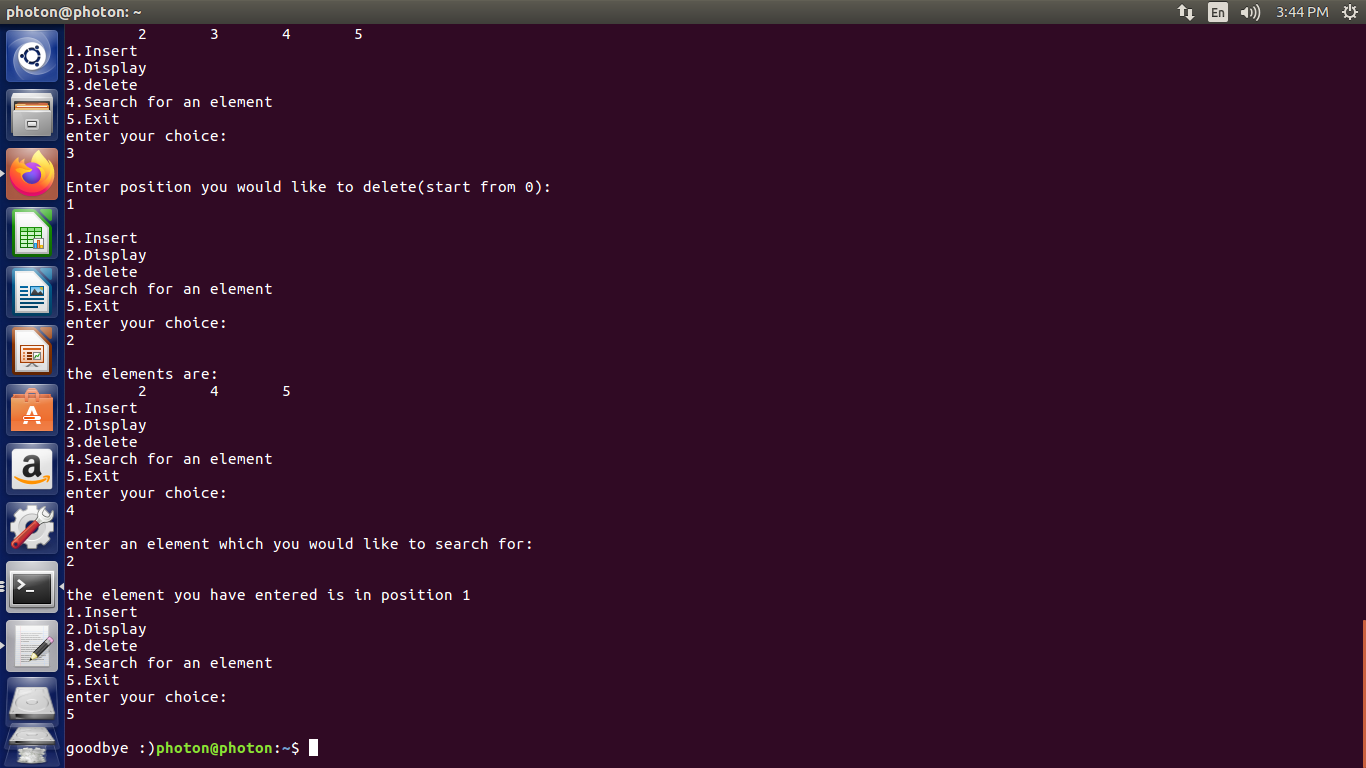 photon@photon: ~
En
3:44 PM
2 3 4 5
1.Insert
2.Display
3.delete
4.Search for an element
5.Exit
enter your choice:
3
Enter position you would like to delete(start from 0):
1
1.Insert
2.Display
3.delete
4.Search for an element
5.Exit
enter your choice:
2
the elements are:
2 4 5
1.Insert
2.Display
3.delete
4.Search for an element
5.Exit
enter your choice:
4
enter an element which you would like to search for:
2
the element you have entered is in position 1
1.Insert
2.Display
3.delete
4.Search for an element
5.Exit
enter your choice:
5
goodbye :)photon@photon:~$